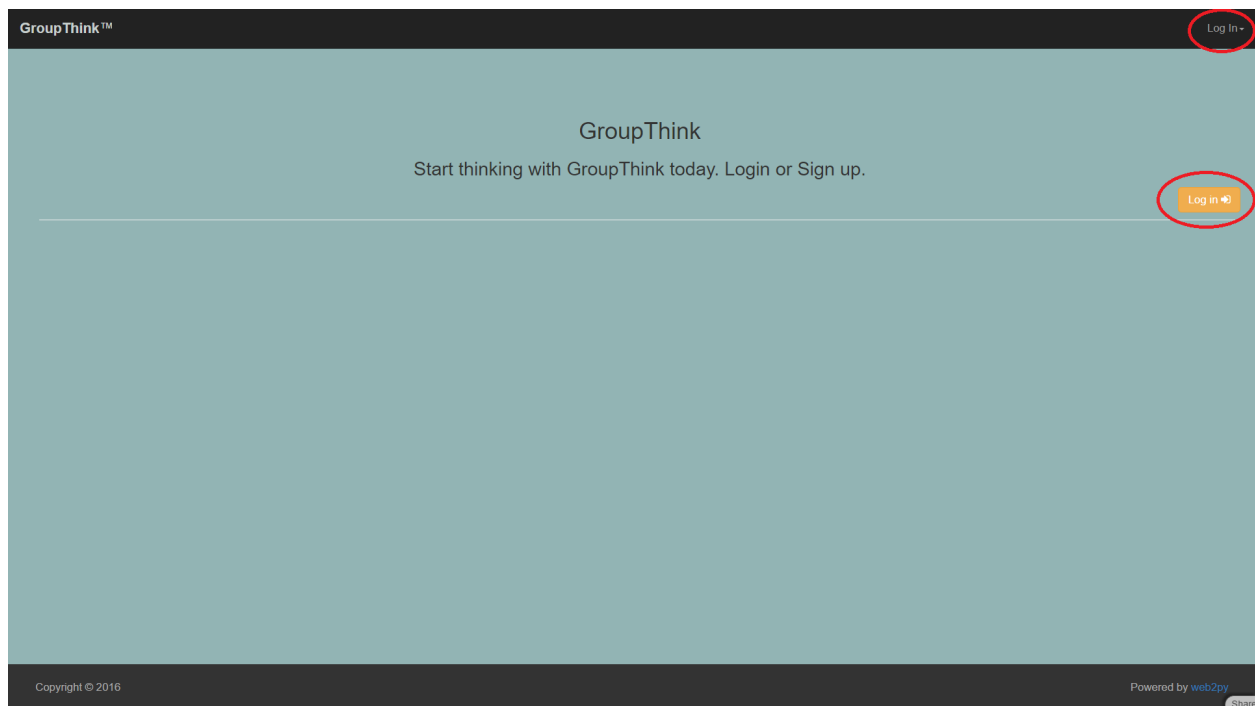 GroupThink™
Log In
GroupThink
Start thinking with GroupThink today. Login or Sign up.
Log in
Copyright © 2016
Powered by web2py
Share